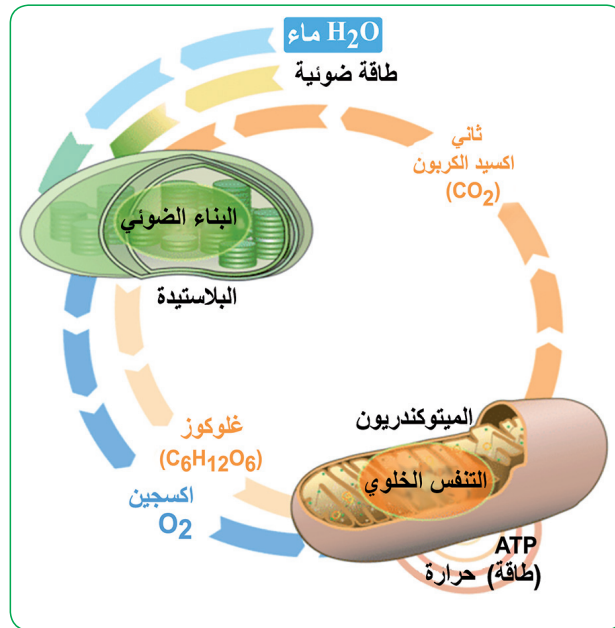 H₂O ماء
طاقة ضوئية
ثاني
اكسيد الكربون
(CO₂)
البناء الضوئي
البلاستيدة
الميتوكندريون
غلوكوز
(C₆H₁₂O₆)
التنفس الخلوي
اكسجين
O₂
ATP
(طاقة) حرارة